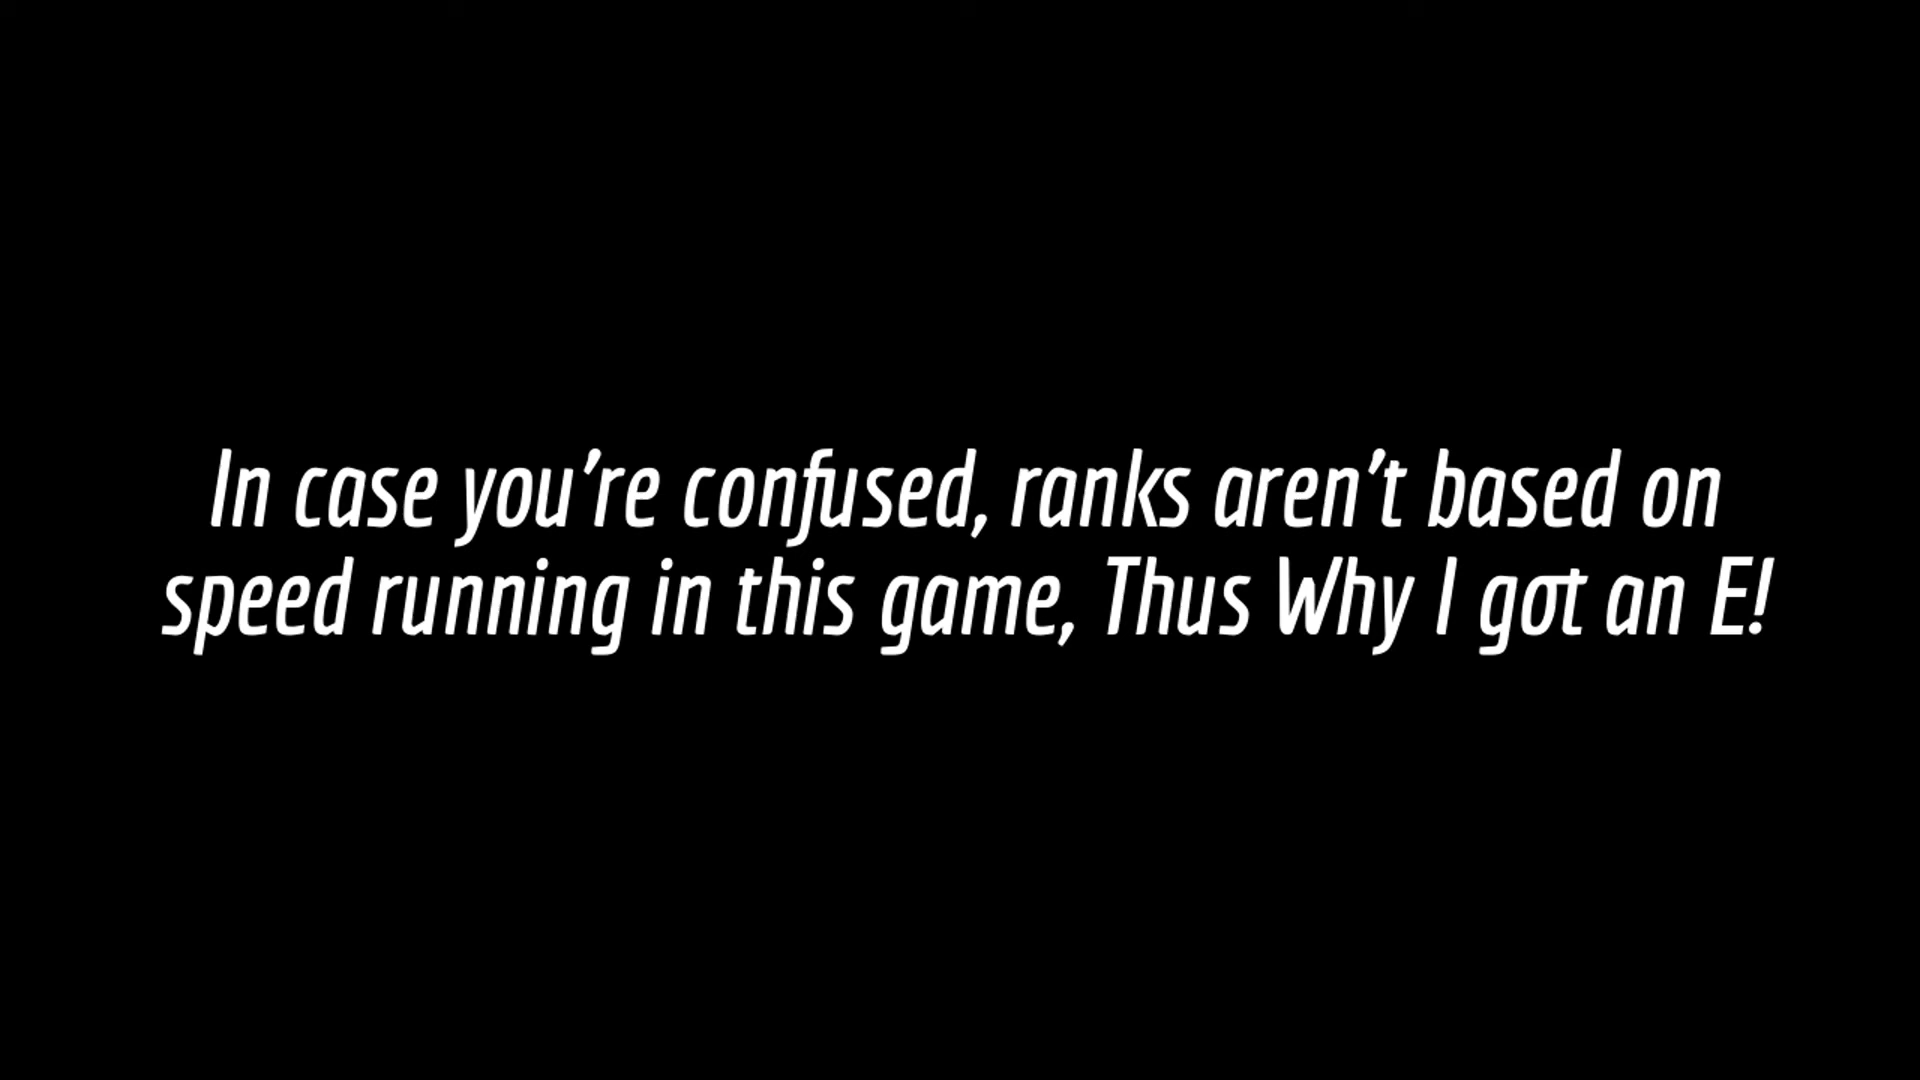 In case you’re confused, ranks aren’t based on
speed running in this game, Thus Why I got an E!